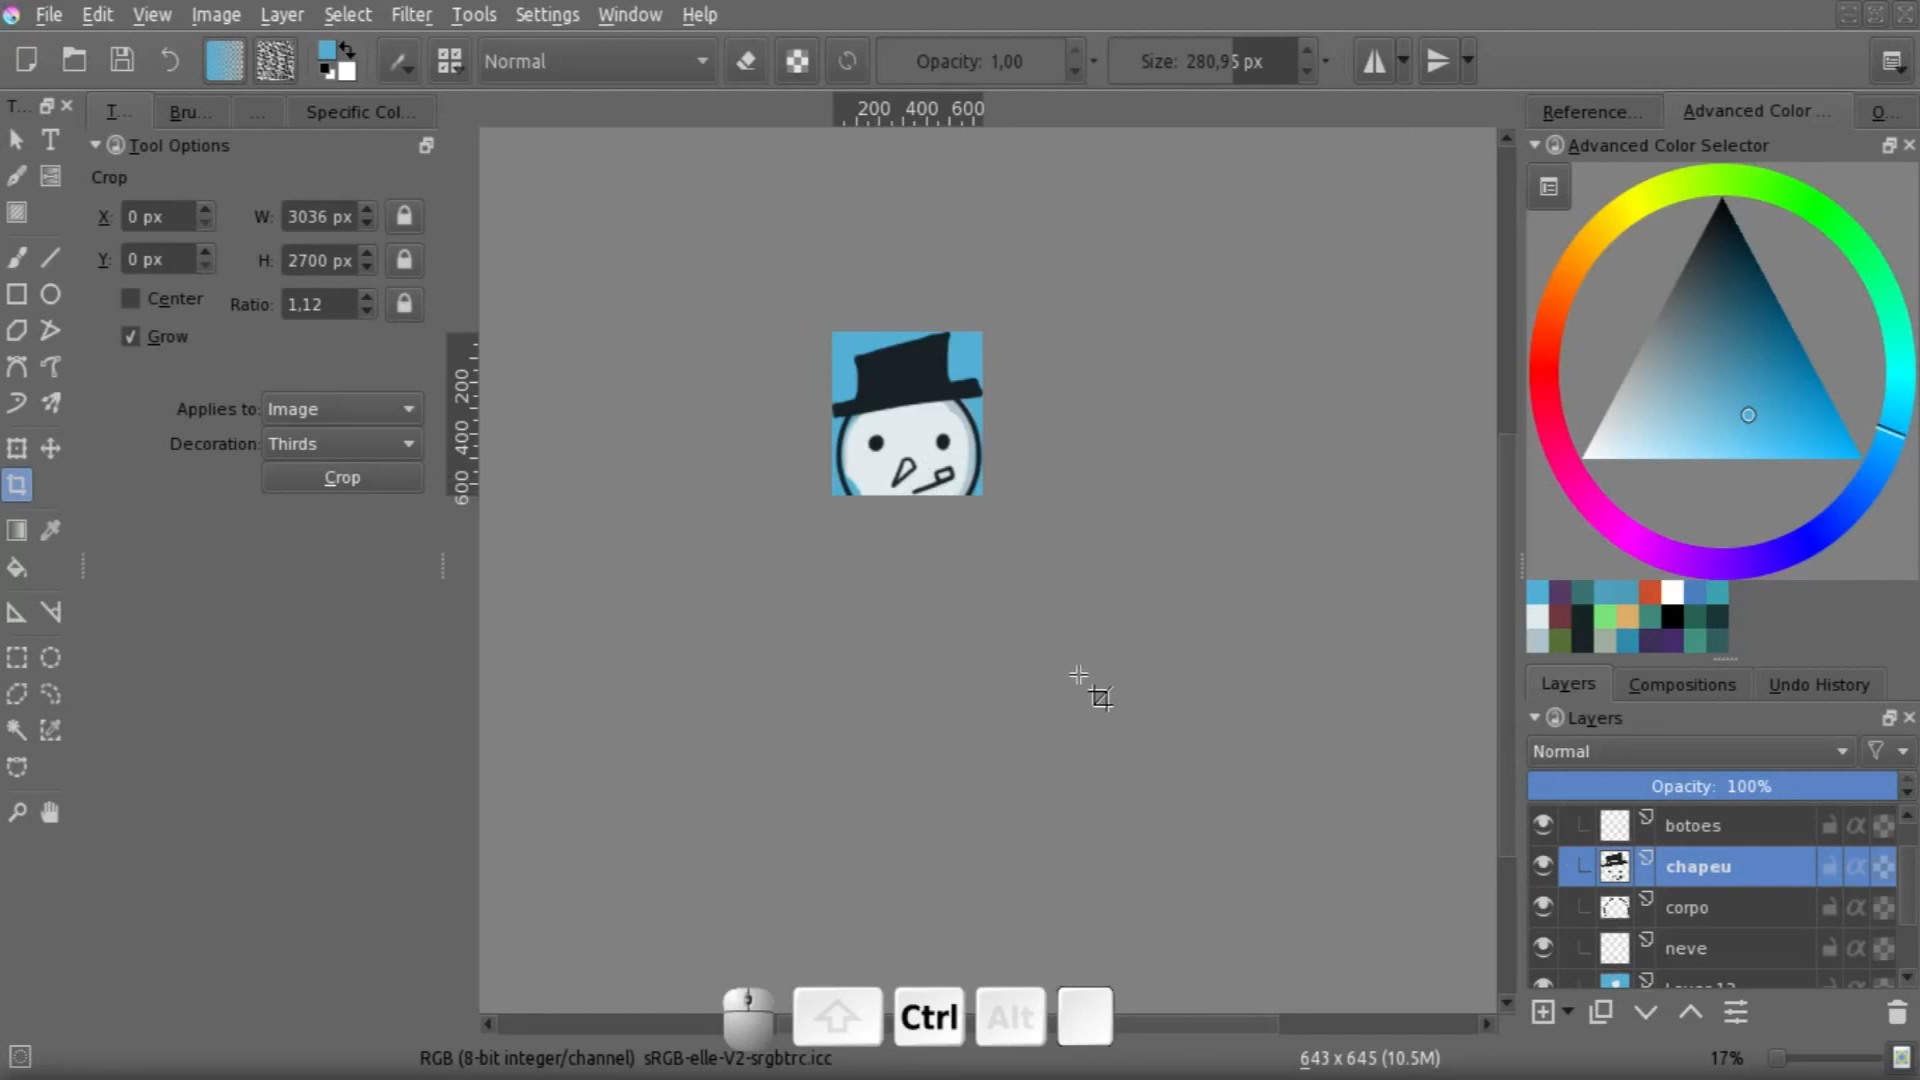 File Edit View Image Layer Select Filter Tools Settings Window Help
Normal Opacity: 1,00 Size: 280,95 px
T... T... Bru... ... Specific Col...
200 400 600
Reference... Advanced Color ... O...
Tool Options
Advanced Color Selector
Crop
X: 0 px W: 3036 px
Y: 0 px H: 2700 px
Center Ratio: 1,12
Grow
Applies to: Image
Decoration: Thirds
Crop
200
400
600
Layers Compositions Undo History
Layers
Normal
Opacity: 100%
botoes
chapeu
corpo
neve
Ctrl Alt
RGB (8-bit integer/channel) sRGB-elle-V2-srgbtrc.icc 643 x 645 (10.5M) 17%